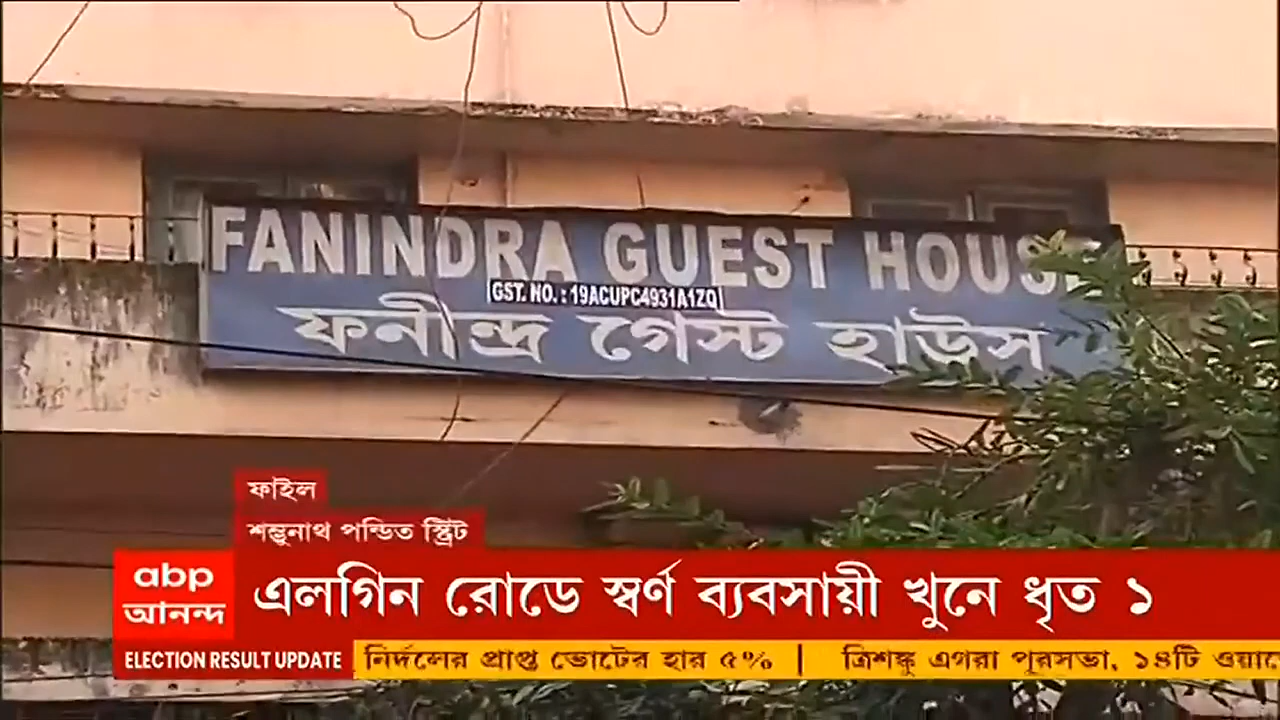 FANINDRA GUEST HOUSE
GST. NO. : 19ACUPC4931A1ZQ
ফনীন্দ্র গেস্ট হাউস
ফাইল
শম্ভুনাথ পন্ডিত স্ট্রিট
abp
আনন্দ
এলগিন রোডে স্বর্ণ ব্যবসায়ী খুনে ধৃত ১
ELECTION RESULT UPDATE
নির্দলের প্রাপ্ত ভোটের হার ৫% | ত্রিশঙ্কু এগরা পুরসভা, ১৪টি